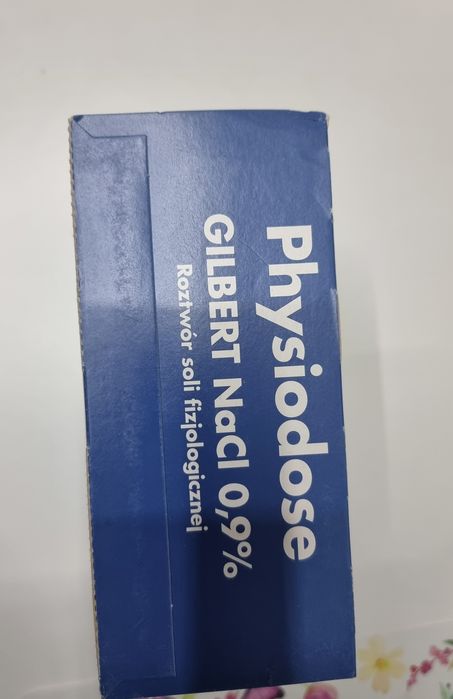 Physiodose
GILBERT NaCl 0,9%
Roztwór soli fizjologicznej